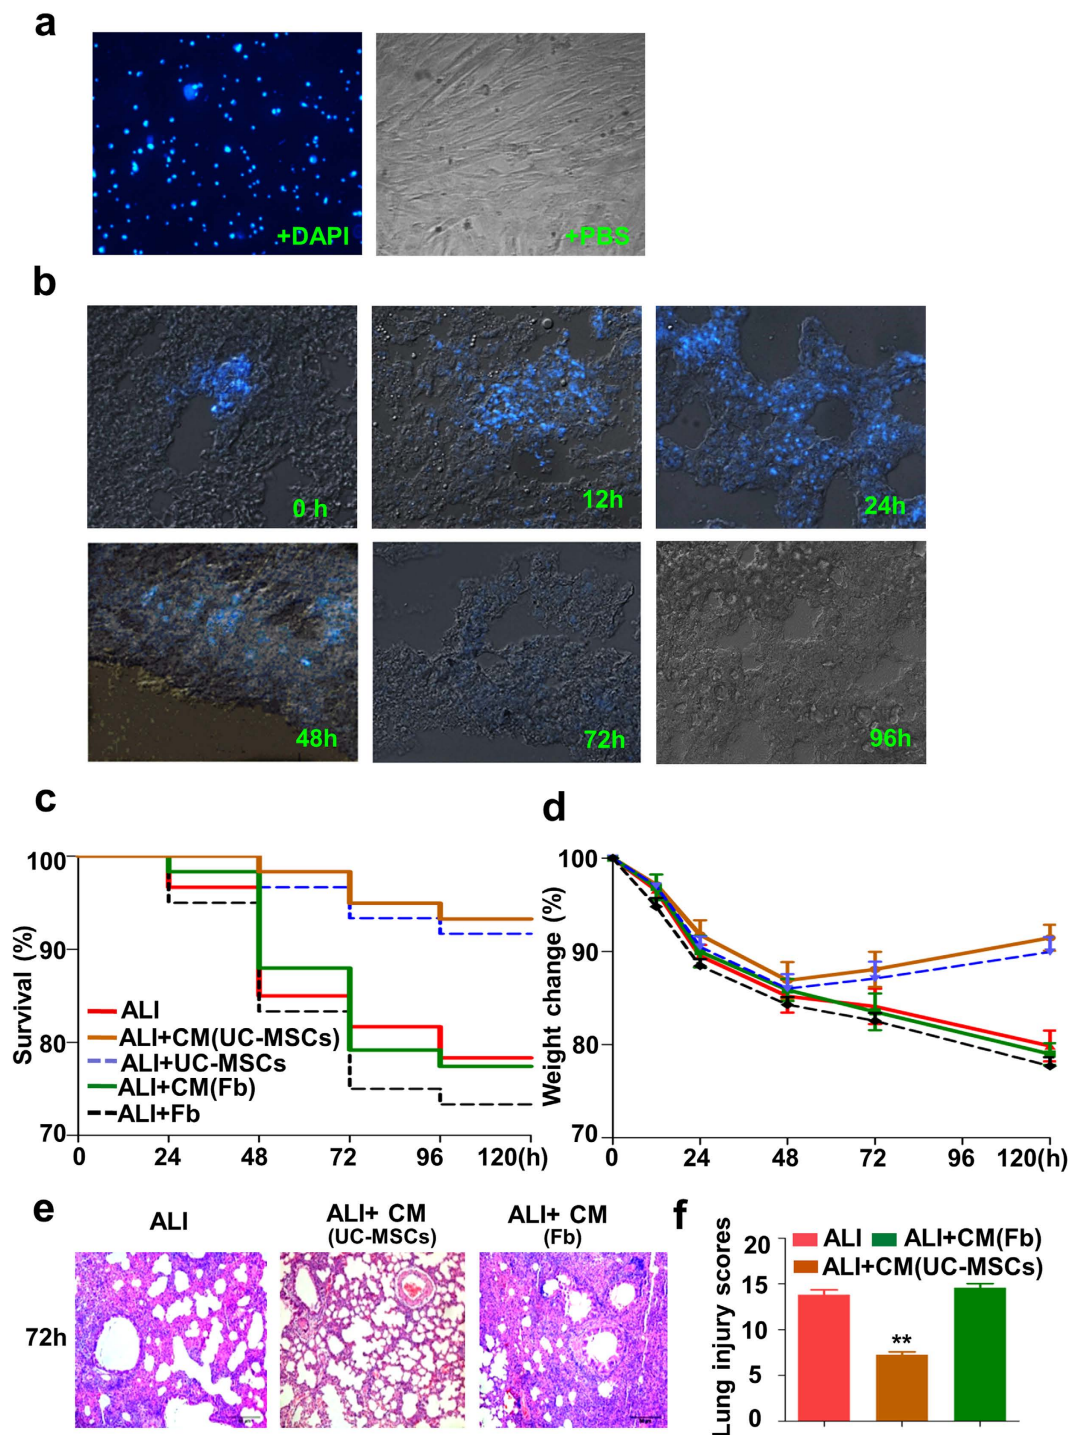 a
+DAPI
+PBS
b
0 h
12h
24h
48h
72h
96h
c
Survival (%)
100
90
80
70
0 24 48 72 96 120(h)
ALI
ALI+CM(UC-MSCs)
ALI+UC-MSCs
ALI+CM(Fb)
ALI+Fb
d
Weight change (%)
100
90
80
70
0 24 48 72 96 120(h)
e
ALI
ALI+ CM
(UC-MSCs)
ALI+ CM
(Fb)
72h
f
Lung injury scores
20
15
10
5
0
ALI ALI+CM(Fb)
ALI+CM(UC-MSCs)
**